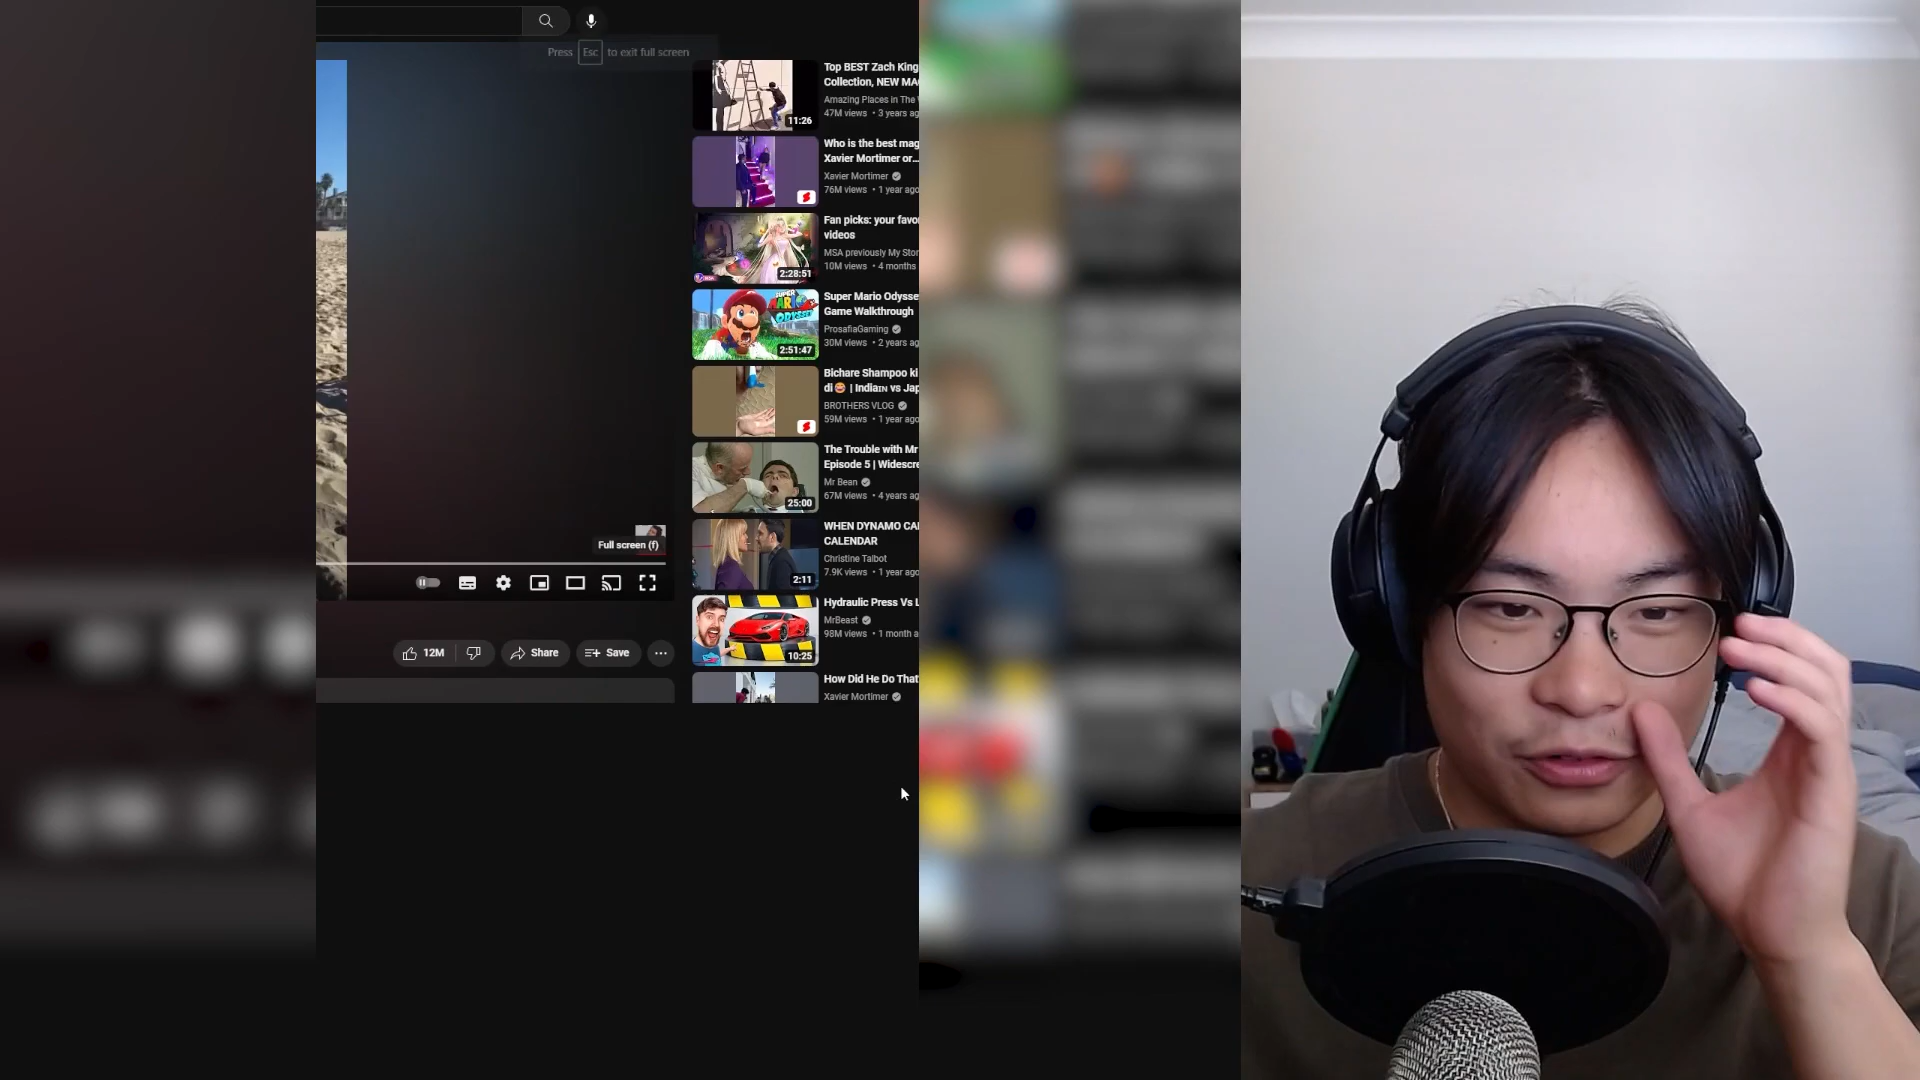 Press Esc to exit full screen
Top BEST Zach King
Collection, NEW MA
Amazing Places in The
47M views • 3 years ag
11:26
Who is the best mag
Xavier Mortimer or...
Xavier Mortimer
76M views • 1 year ago
Fan picks: your favo
videos
MSA previously My Stor
10M views • 4 months
2:28:51
SUPER MARIO ODYSSEY
Super Mario Odysse
Game Walkthrough
ProsafiaGaming
30M views • 2 years ag
2:51:47
Bichare Shampoo ki
di😍 | Indiaɪɴ vs Jap
BROTHERS VLOG
59M views • 1 year ago
The Trouble with Mr
Episode 5 | Widescre
Mr Bean
67M views • 4 years ag
25:00
WHEN DYNAMO CA
CALENDAR
Christine Talbot
7.9K views • 1 year ago
2:11
Hydraulic Press Vs L
MrBeast
98M views • 1 month a
10:25
How Did He Do That
Xavier Mortimer
Full screen (f)
12M
Share
Save